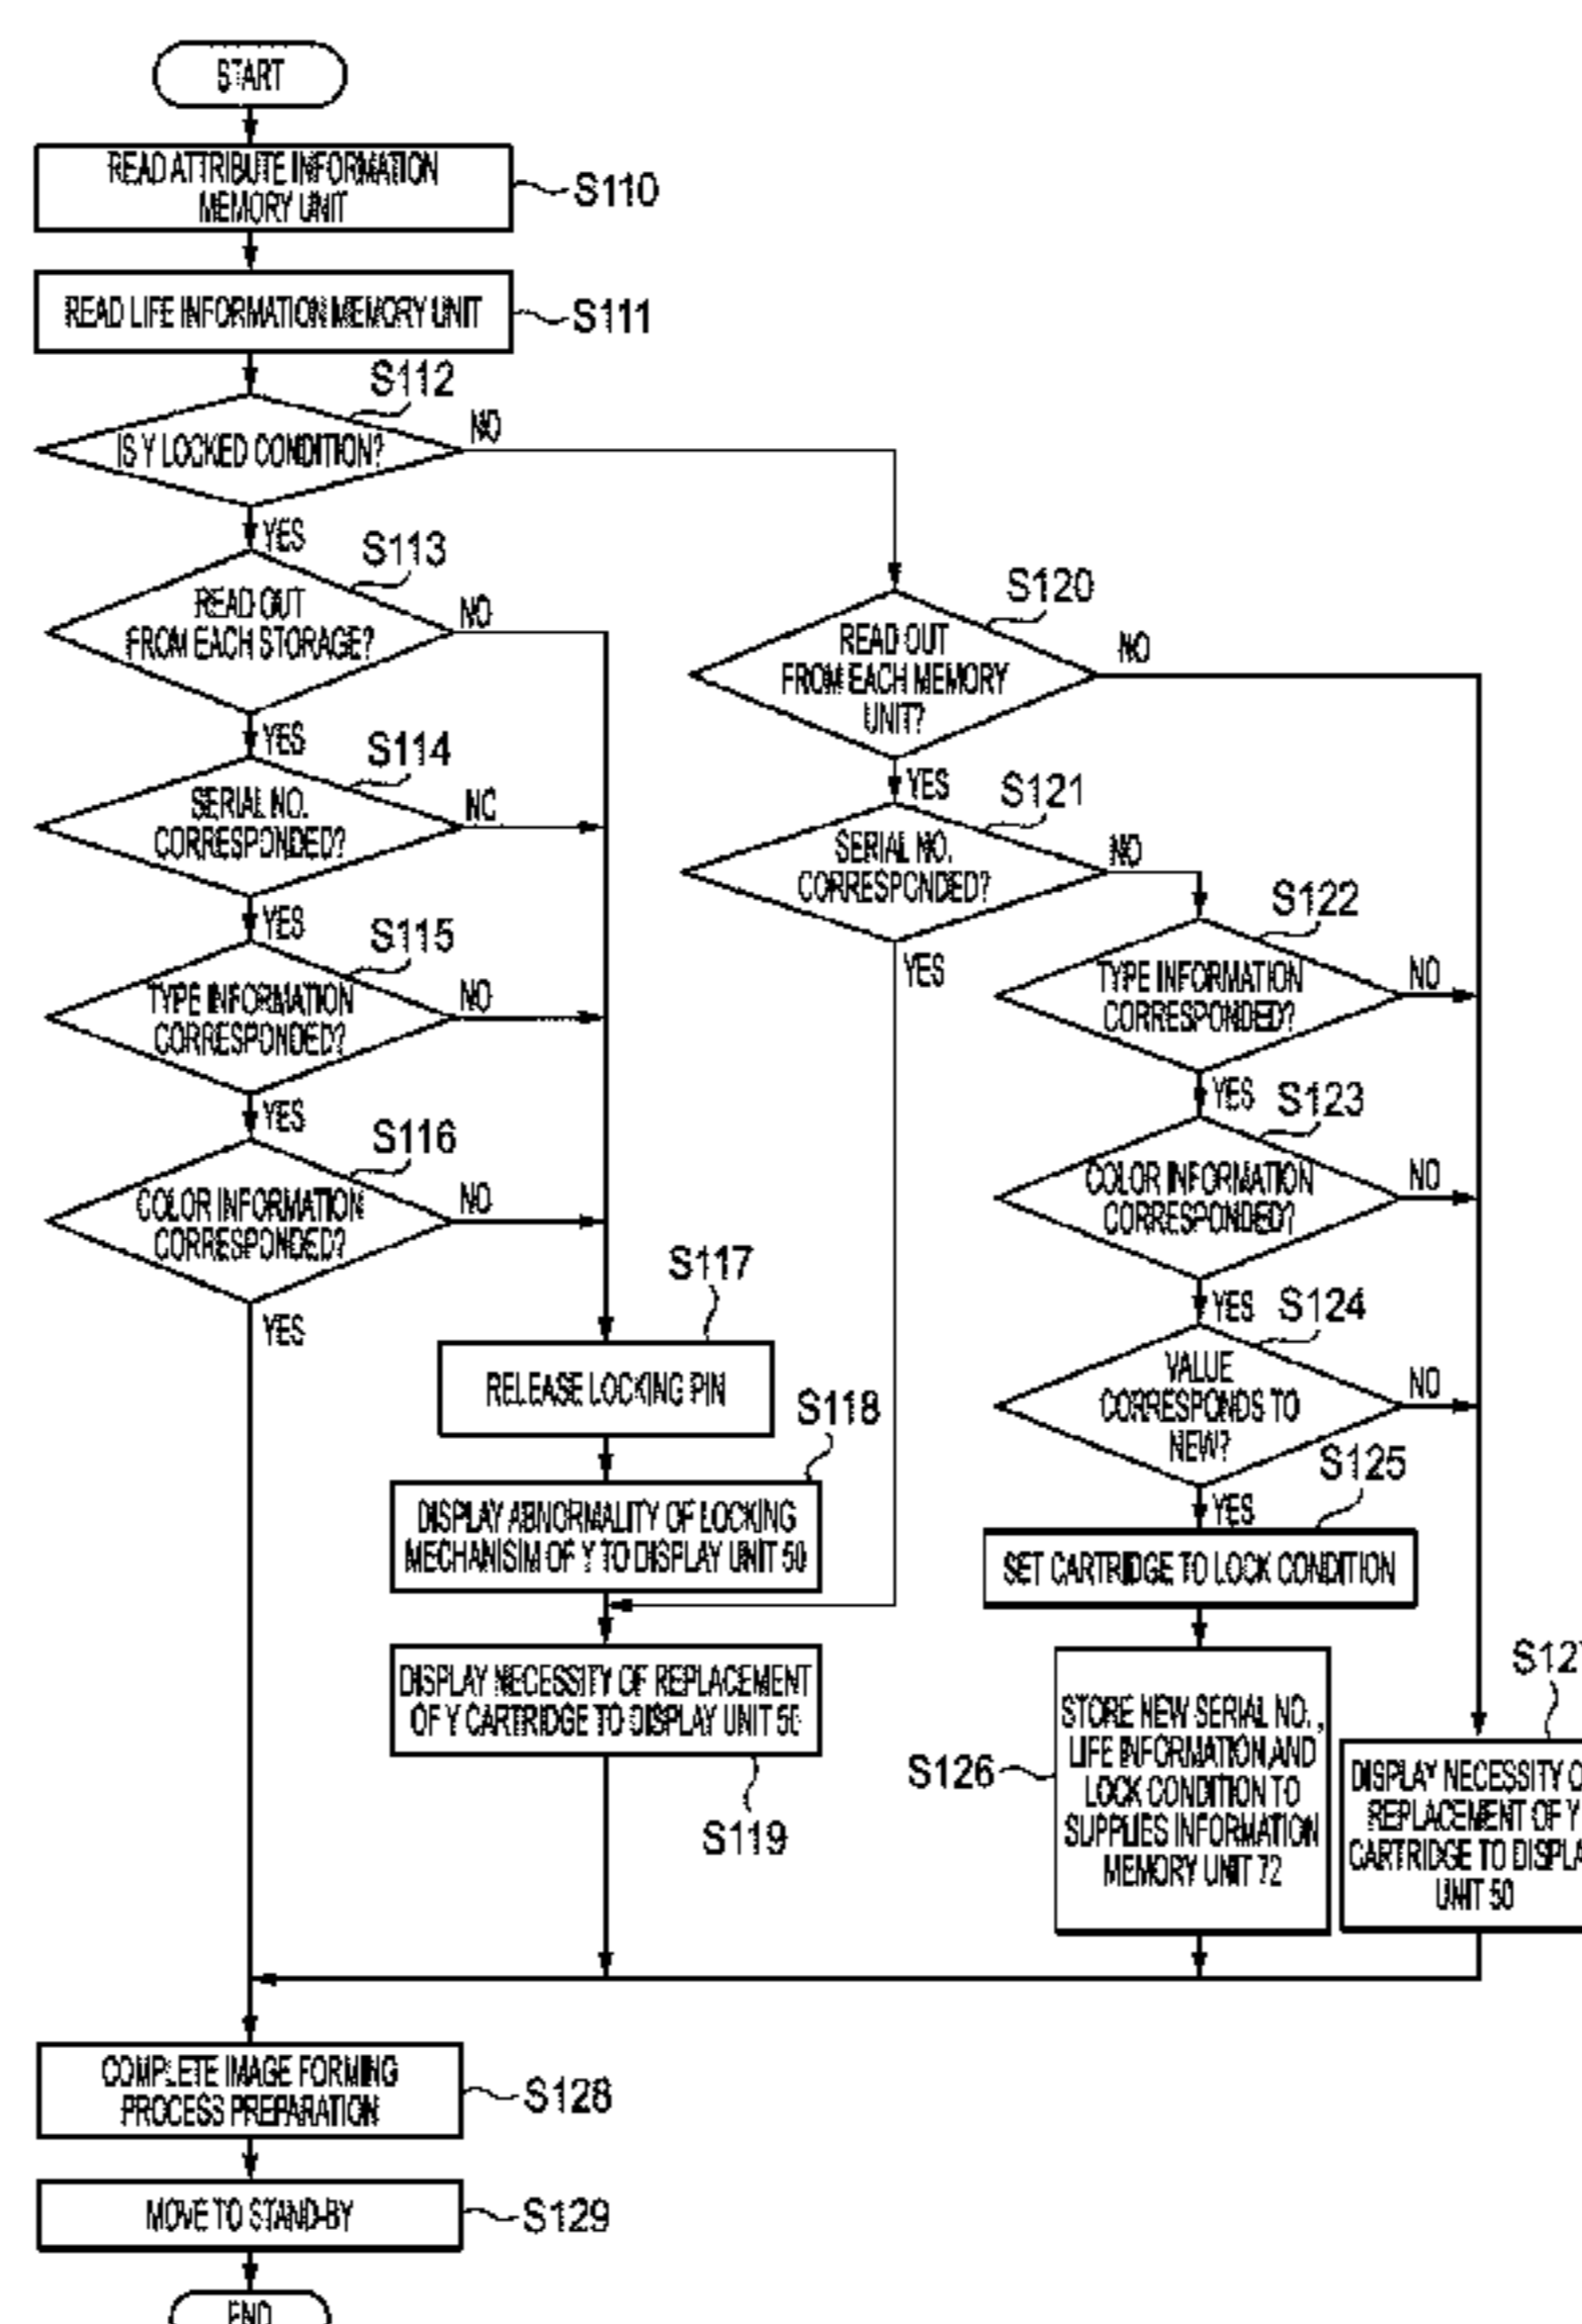 START
READ ATTRIBUTE INFORMATION
MEMORY UNIT
S110
READ LIFE INFORMATION MEMORY UNIT
S111
S112
IS Y LOCKED CONDITION?
NO
YES
S113
READ OUT
FROM EACH STORAGE?
NO
YES
S114
SERIAL NO.
CORRESPONDED?
NO
YES
S115
TYPE INFORMATION
CORRESPONDED?
NO
YES
S116
COLOR INFORMATION
CORRESPONDED?
NO
YES
S117
RELEASE LOCKING PIN
S118
DISPLAY ABNORMALITY OF LOCKING
MECHANISIM OF Y TO DISPLAY UNIT 50
DISPLAY NECESSITY OF REPLACEMENT
OF Y CARTRIDGE TO DISPLAY UNIT 50
S119
S120
READ OUT
FROM EACH MEMORY
UNIT?
NO
YES
S121
SERIAL NO.
CORRESPONDED?
NO
YES
S122
TYPE INFORMATION
CORRESPONDED?
NO
YES
S123
COLOR INFORMATION
CORRESPONDED?
NO
YES
S124
VALUE
CORRESPONDS TO
NEW?
NO
YES
S125
SET CARTRIDGE TO LOCK CONDITION
S126
STORE NEW SERIAL NO.,
LIFE INFORMATION, AND
LOCK CONDITION TO
SUPPLIES INFORMATION
MEMORY UNIT 72
S127
DISPLAY NECESSITY O
REPLACEMENT OF Y
CARTRIDGE TO DISPLA
UNIT 50
COMPLETE IMAGE FORMING
PROCESS PREPARATION
S128
MOVE TO STAND-BY
S129
END